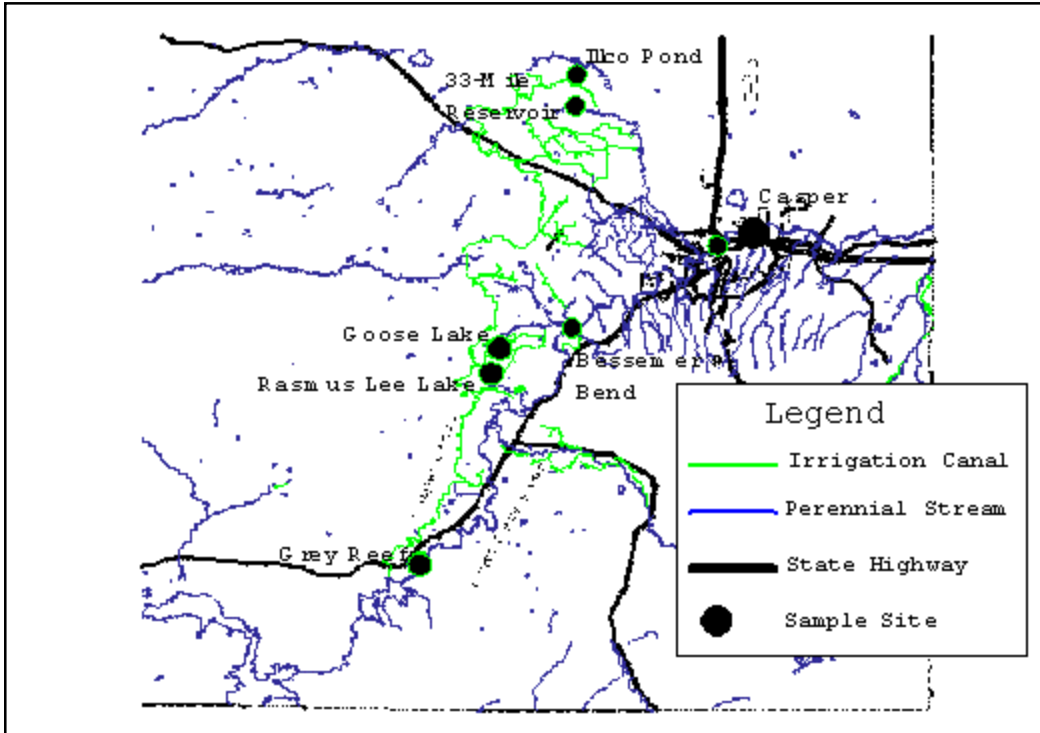 Illco Pond
33-Mile
Reservoir
Casper
Goose Lake
Rasmus Lee Lake
Bessemer
Bend
Grey Reef
Legend
Irrigation Canal
Perennial Stream
State Highway
Sample Site